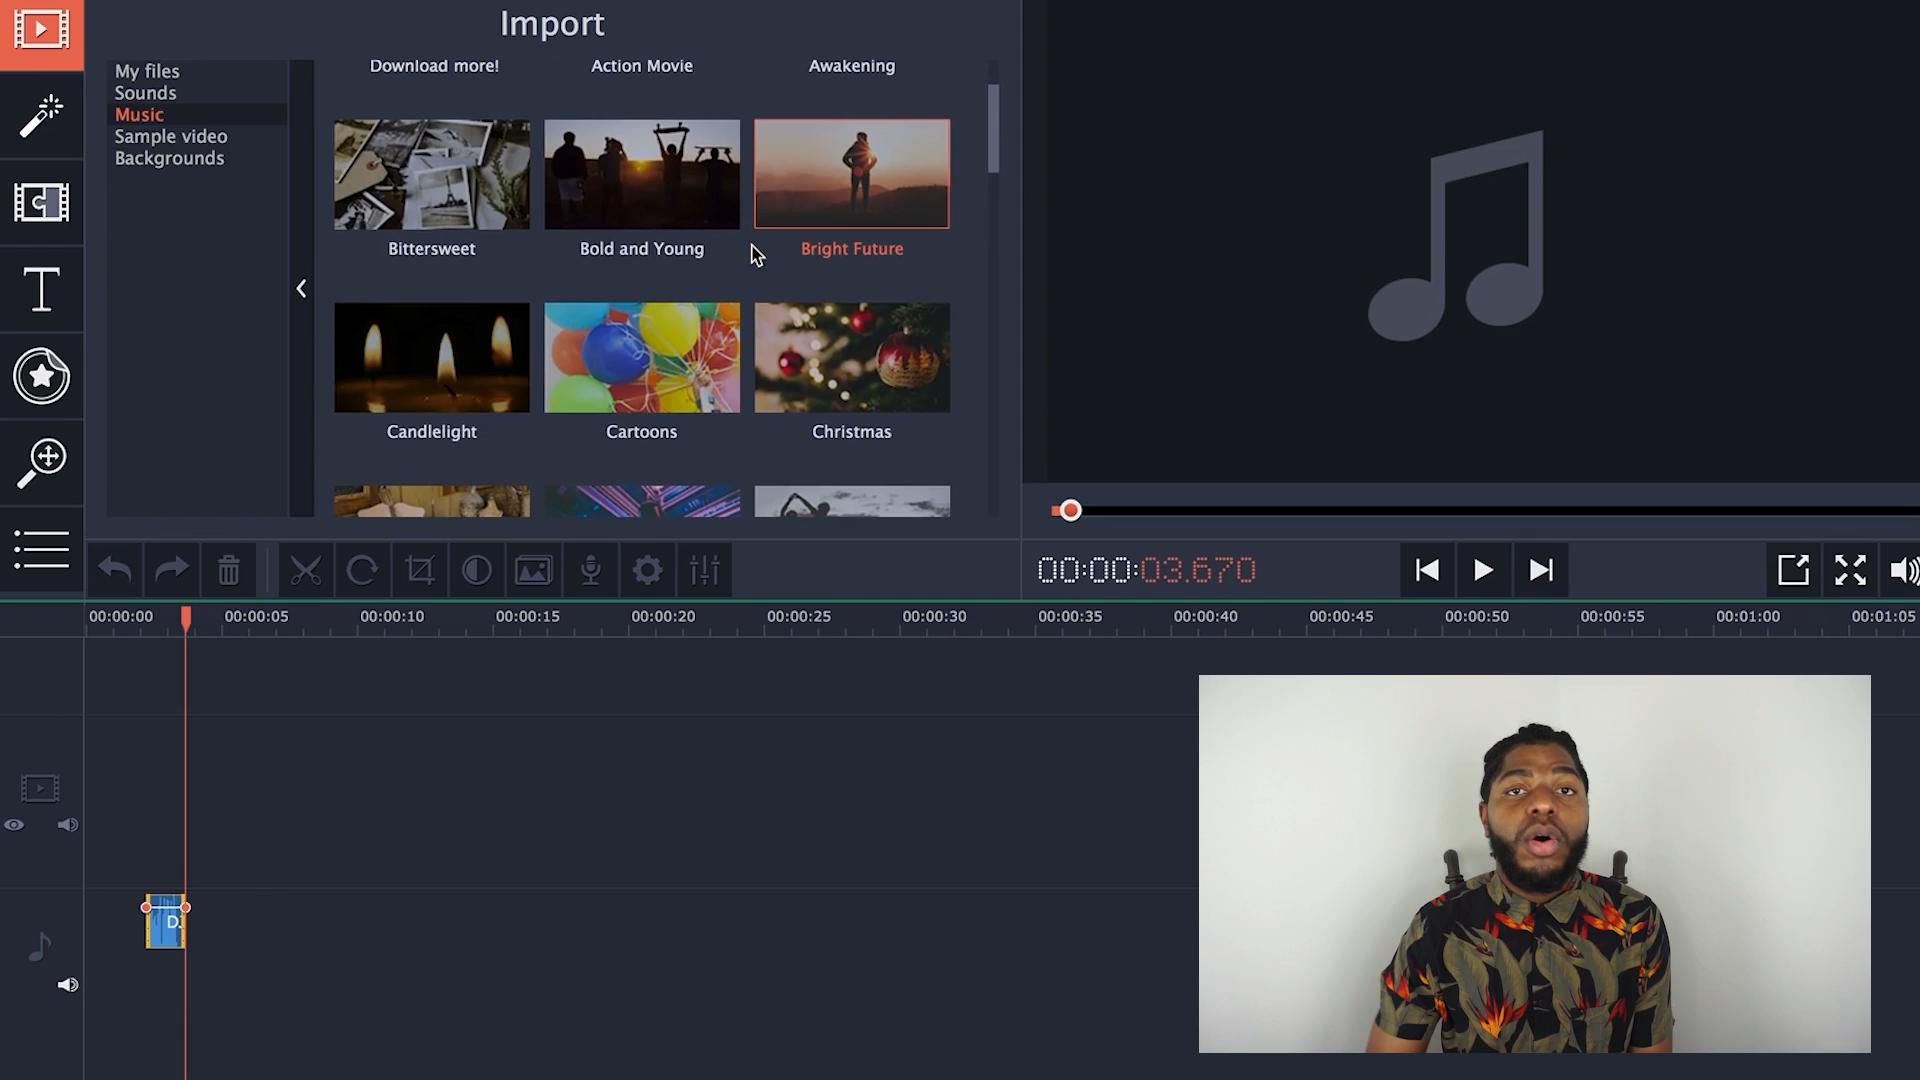 Import
My files
Sounds
Music
Sample video
Backgrounds
Download more!
Action Movie
Awakening
Bittersweet
Bold and Young
Bright Future
Candlelight
Cartoons
Christmas
00:00:03.670
00:00:00
00:00:05
00:00:10
00:00:15
00:00:20
00:00:25
00:00:30
00:00:35
00:00:40
00:00:45
00:00:50
00:00:55
00:01:00
00:01:05
D.